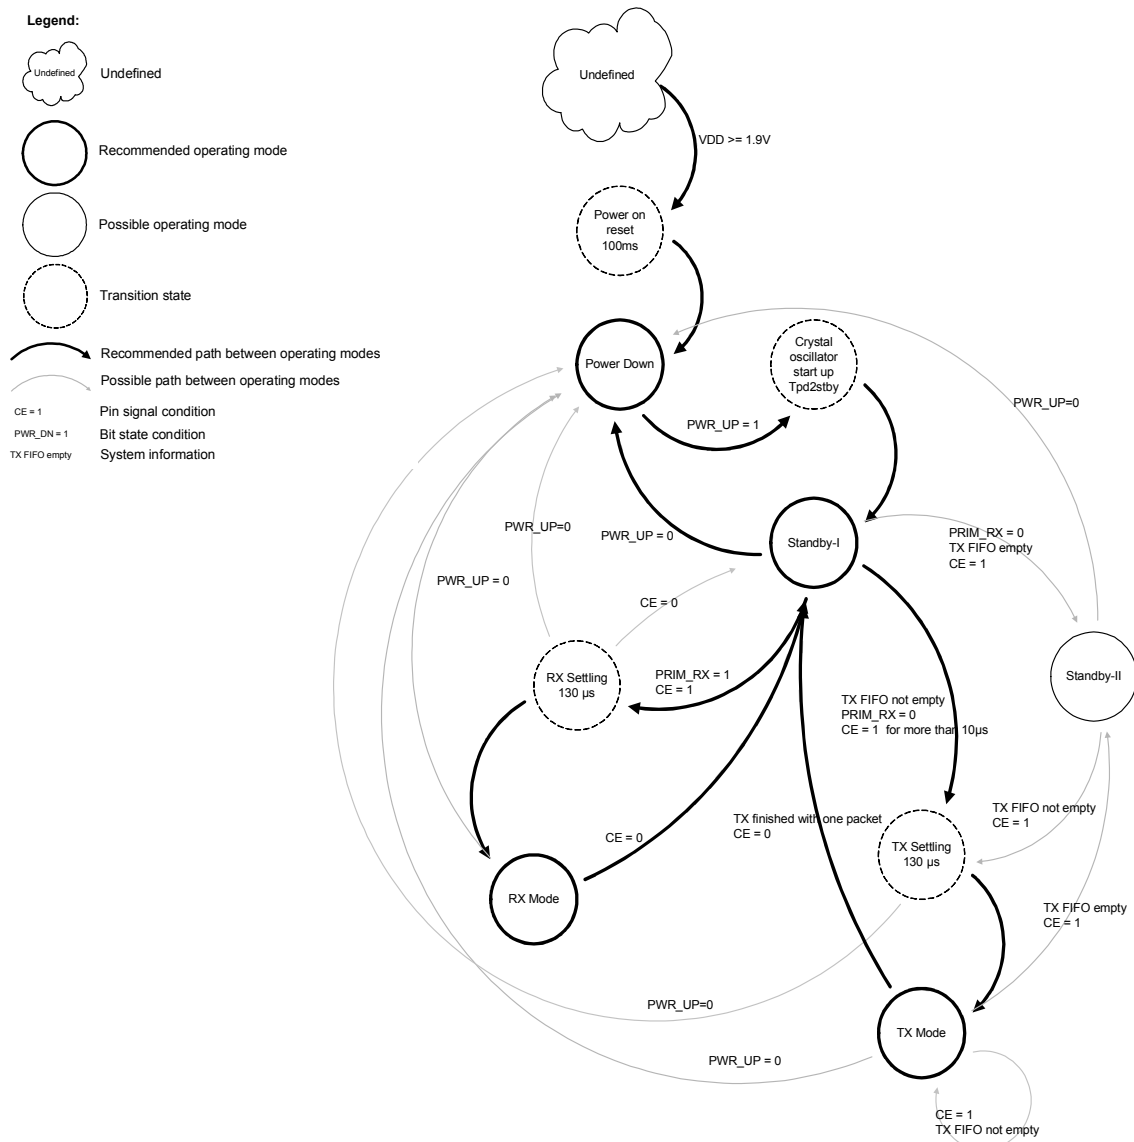 Legend:
Undefined
Undefined
Recommended operating mode
Possible operating mode
Transition state
Recommended path between operating modes
Possible path between operating modes
CE = 1
Pin signal condition
PWR_DN = 1
Bit state condition
TX FIFO empty
System information
Undefined
VDD >= 1.9V
Power on
reset
100ms
Power Down
Crystal
oscillator
start up
Tpd2stby
PWR_UP=0
PWR_UP = 1
PWR_UP=0
PWR_UP = 0
Standby-I
PRIM_RX = 0
TX FIFO empty
CE = 1
PWR_UP = 0
CE = 0
RX Settling
130 µs
PRIM_RX = 1
CE = 1
Standby-II
TX FIFO not empty
PRIM_RX = 0
CE = 1 for more than 10µs
TX FIFO not empty
CE = 1
TX finished with one packet
CE = 0
CE = 0
TX Settling
130 µs
RX Mode
TX FIFO empty
CE = 1
PWR_UP=0
TX Mode
PWR_UP = 0
CE = 1
TX FIFO not empty